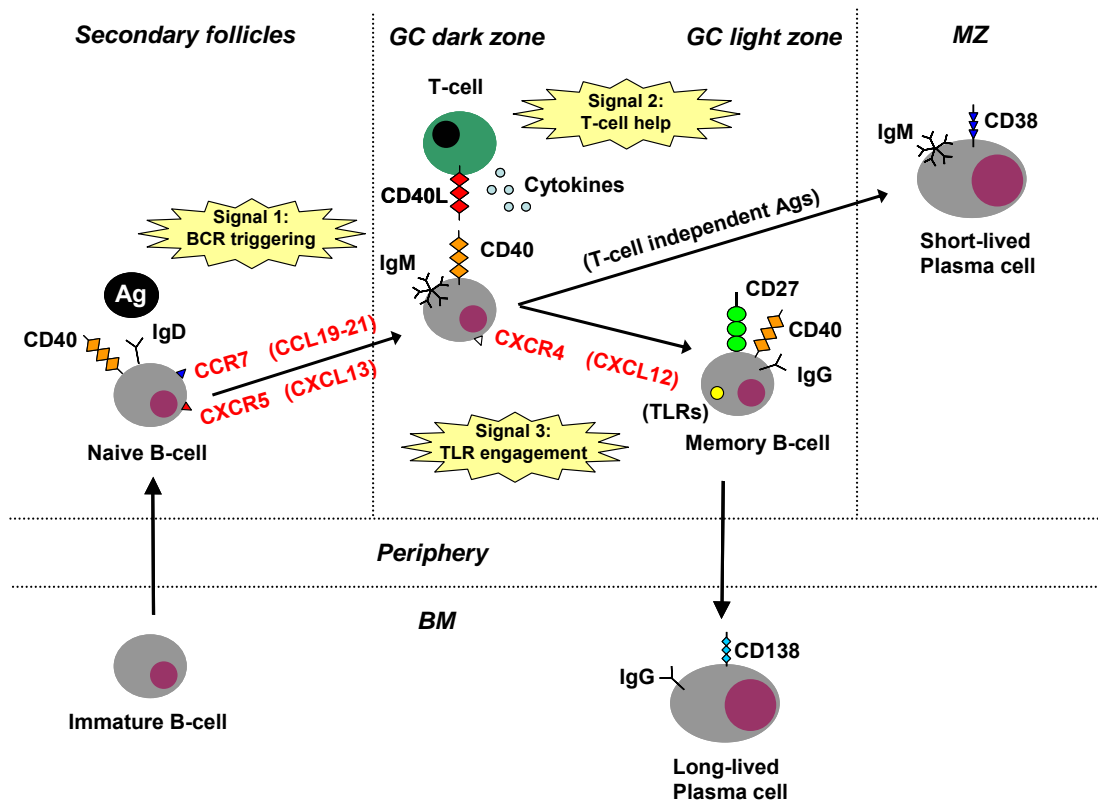 Secondary follicles
GC dark zone
GC light zone
MZ
T-cell
Signal 2:
T-cell help
CD40L
Cytokines
Signal 1:
BCR triggering
CD40
IgM
(T-cell independent Ags)
IgM
CD38
Short-lived
Plasma cell
Ag
CD40
IgD
CCR7 (CCL19-21)
CXCR5 (CXCL13)
Naive B-cell
CXCR4 (CXCL12)
CD27
CD40
IgG
(TLRs)
Memory B-cell
Signal 3:
TLR engagement
Periphery
BM
Immature B-cell
CD138
IgG
Long-lived
Plasma cell